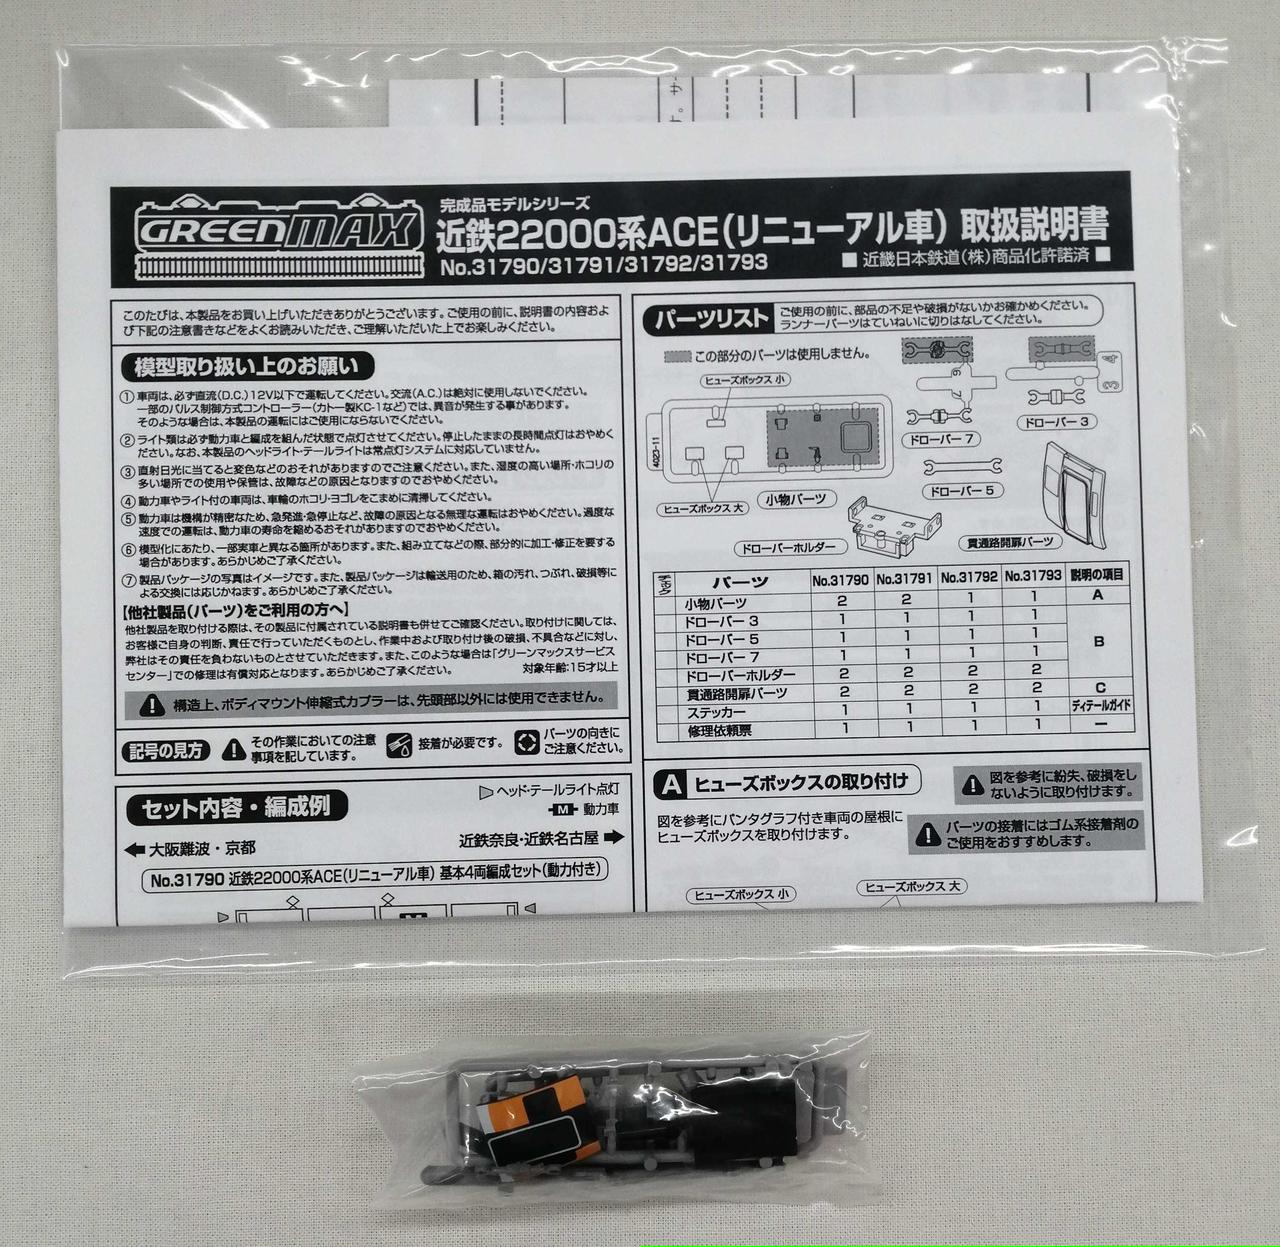 GREENMAX
完成品モデルシリーズ
近鉄22000系ACE(リニューアル車) 取扱説明書
No.31790/31791/31792/31793
■ 近畿日本鉄道(株)商品化許諾済 ■
このたびは、本製品をお買い上げいただきありがとうございます。ご使用の前に、説明書の内容およ
び下記の注意書きなどをよくお読みいただき、ご理解いただいた上でお楽しみください。
模型取り扱い上のお願い
① 車両は、必ず直流(D.C.)12V以下で運転してください。交流(A.C.)は絶対に使用しないでください。
一部のパルス制御方式コントローラー(カトー製KC-1など)では、異音が発生する事があります。
そのような場合は、本製品の運転にはご使用にならないでください。
② ライト類は必ず動力車と編成を組んだ状態で点灯させてください。停止したままの長時間点灯はおやめく
ださい。なお、本製品のヘッドライト・テールライトは常点灯システムに対応していません。
③ 直射日光に当てると変色などのおそれがありますのでご注意ください。また、湿度の高い場所・ホコリの
多い場所での使用や保管は、故障などの原因となりますのでおやめください。
④ 動力車やライト付の車両は、車輪のホコリ・ヨゴレをこまめに清掃してください。
⑤ 動力車は機構が精密なため、急発進・急停止など、故障の原因となる無理な運転はおやめください。過度な
速度での運転は、動力車の寿命を縮めるおそれがありますのでおやめください。
⑥ 模型化にあたり、一部実車と異なる箇所があります。また、組み立てなどの際、部分的に加工・修正を要する
場合があります。あらかじめご了承ください。
⑦ 製品パッケージの写真はイメージです。また、製品パッケージは輸送用のため、箱の汚れ、つぶれ、破損等に
よる交換には応じかねます。あらかじめご了承ください。
【他社製品(パーツ)をご利用の方へ】
他社製品を取り付ける際は、その製品に付属されている説明書も併せてご確認ください。取り付けに関しては、
お客様ご自身の判断、責任で行っていただくものとし、作業中および取り付け後の破損、不具合などに対し、
弊社はその責任を負わないものとさせていただきます。また、このような場合は「グリーンマックスサービス
センター」での修理は有償対応となります。あらかじめご了承ください。 対象年齢:15才以上
構造上、ボディマウント伸縮式カプラーは、先頭部以外には使用できません。
記号の見方
その作業においての注意
事項を記しています。
接着が必要です。
パーツの向きに
ご注意ください。
セット内容・編成例
ヘッド・テールライト点灯
M 動力車
大阪難波・京都
近鉄奈良・近鉄名古屋
No.31790 近鉄22000系ACE(リニューアル車) 基本4両編成セット(動力付き)
M
パーツリスト
ご使用の前に、部品の不足や破損がないかお確かめください。
ランナーパーツはていねいに切りはなしてください。
この部分のパーツは使用しません。
ヒューズボックス 小
4023-11
ヒューズボックス 大
小物パーツ
ドローバー 7
ドローバー 3
ドローバー 5
ドローバーホルダー
貫通路開扉パーツ
パーツ No.31790 No.31791 No.31792 No.31793 説明の項目
小物パーツ 2 2 1 1 A
ドローバー 3 1 1 1 1 B
ドローバー 5 1 1 1 1
ドローバー 7 1 1 1 1
ドローバーホルダー 2 2 2 2
貫通路開扉パーツ 2 2 2 2 C
ステッカー 1 1 1 1 ディテールガイド
修理依頼票 1 1 1 1 ー
A ヒューズボックスの取り付け
図を参考に紛失、破損をし
ないように取り付けます。
図を参考にパンタグラフ付き車両の屋根に
ヒューズボックスを取り付けます。
パーツの接着にはゴム系接着剤の
ご使用をおすすめします。
ヒューズボックス 小
ヒューズボックス 大